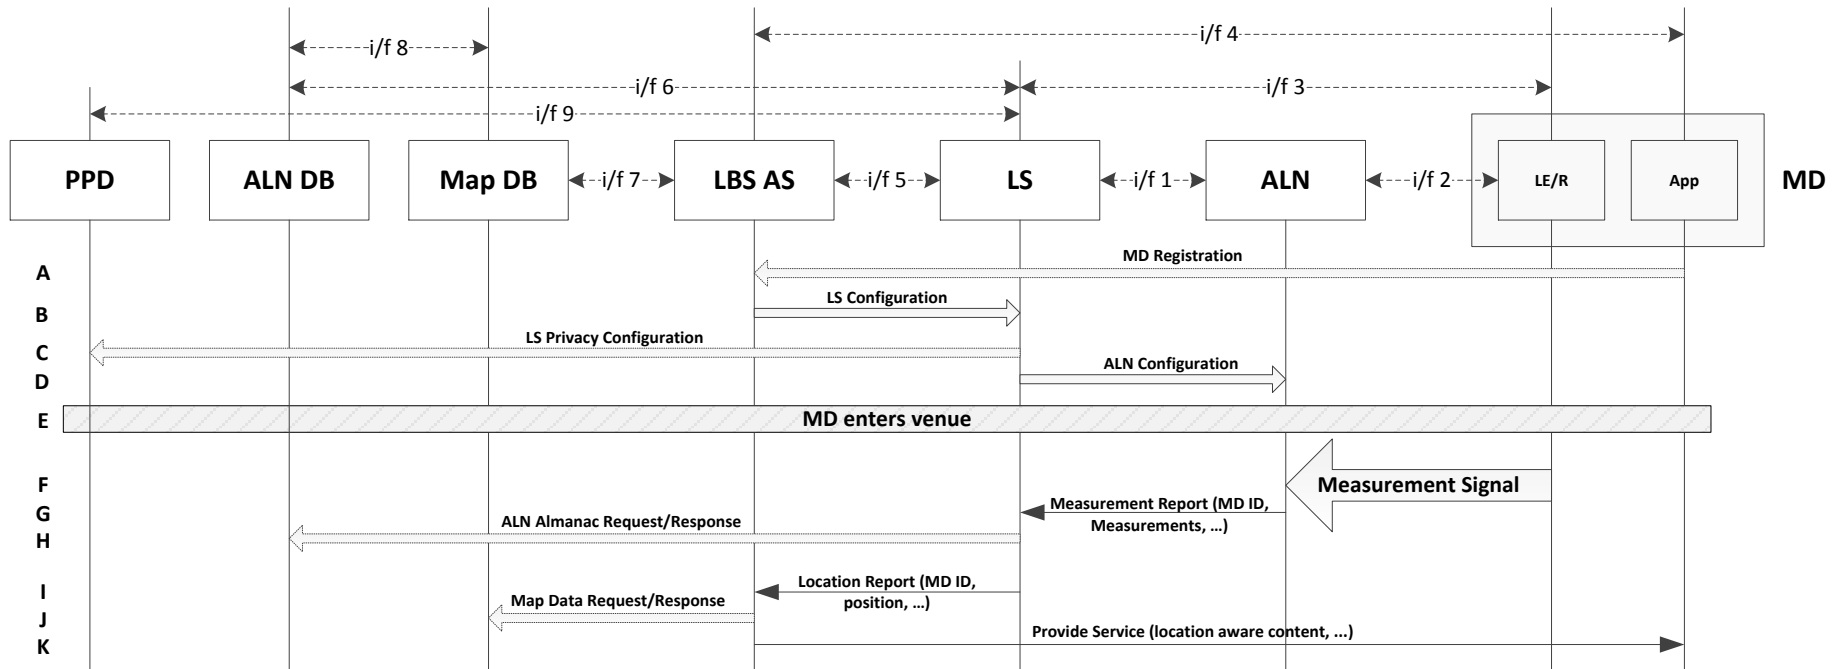 i/f 8
i/f 4
i/f 6
i/f 3
i/f 9
PPD
ALN DB
Map DB
i/f 7
LBS AS
i/f 5
LS
i/f 1
ALN
i/f 2
LE/R
App
MD
A
MD Registration
B
LS Configuration
C
LS Privacy Configuration
D
ALN Configuration
E
MD enters venue
F
Measurement Signal
G
Measurement Report (MD ID,
Measurements, ...)
H
ALN Almanac Request/Response
I
Location Report (MD ID,
position, ...)
J
Map Data Request/Response
K
Provide Service (location aware content, ...)